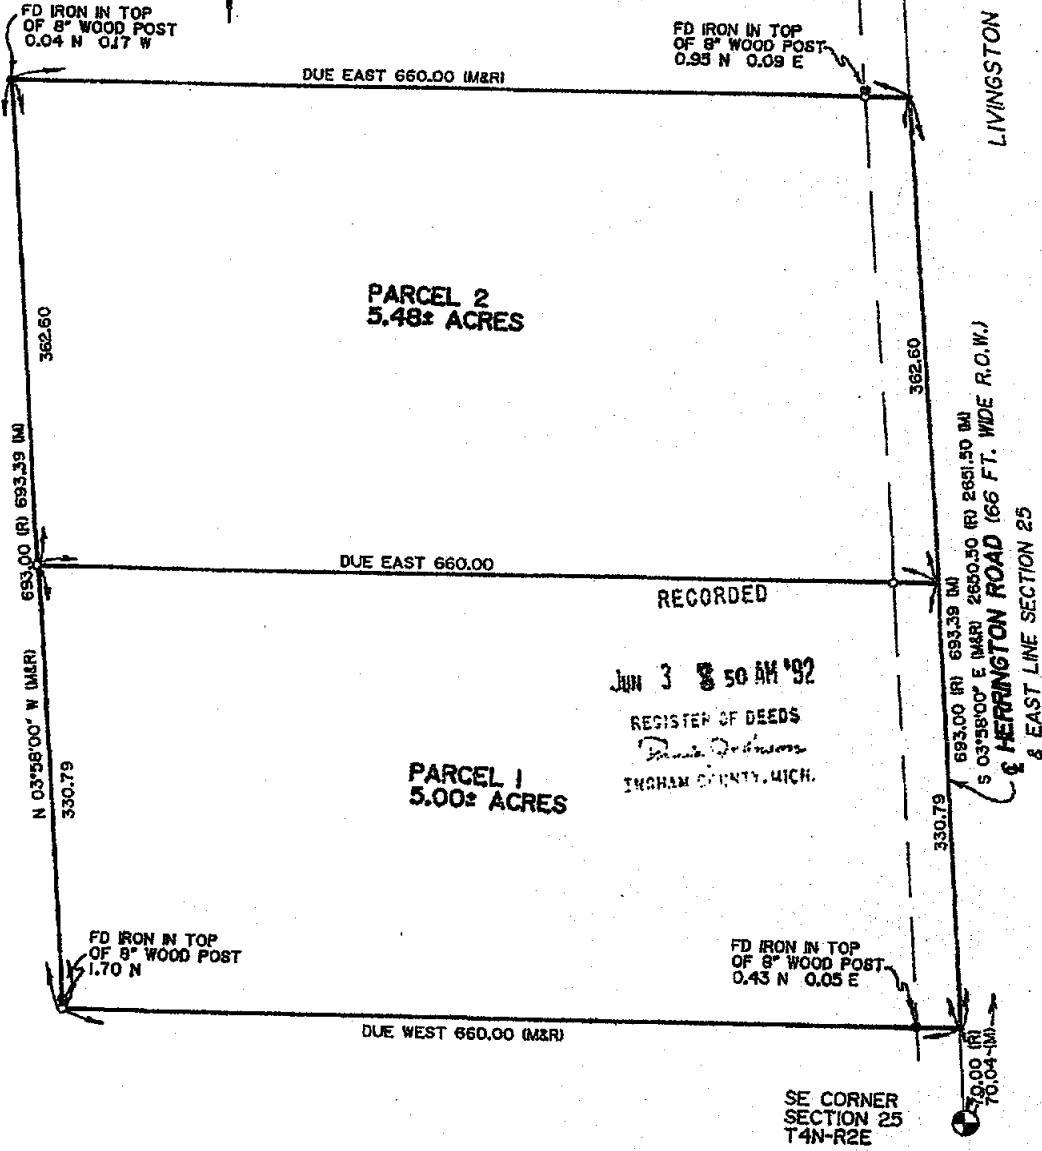 FD IRON IN TOP
OF 8" WOOD POST
0.04 N 0.17 W
FD IRON IN TOP
OF 8" WOOD POST
0.95 N 0.09 E
LIVINGSTON
DUE EAST 660.00 (M&R)
PARCEL 2
5.48± ACRES
362.60
362.60
693.00 (R) 693.39 (M)
N 03°58'00" W (M&R)
DUE EAST 660.00
RECORDED
JUN 3 50 AM '92
REGISTER OF DEEDS
INGHAM COUNTY, MICH.
PARCEL 1
5.00± ACRES
330.79
330.79
693.00 (R) 693.39 (M)
S 03°58'00" E (M&R) 2650.50 (R) 2651.50 (M)
℄ HERRINGTON ROAD (66 FT. WIDE R.O.W.)
& EAST LINE SECTION 25
FD IRON IN TOP
OF 8" WOOD POST
1.70 N
FD IRON IN TOP
OF 8" WOOD POST
0.43 N 0.05 E
DUE WEST 660.00 (M&R)
70.00 (R)
70.04 (M)
SE CORNER
SECTION 25
T4N-R2E